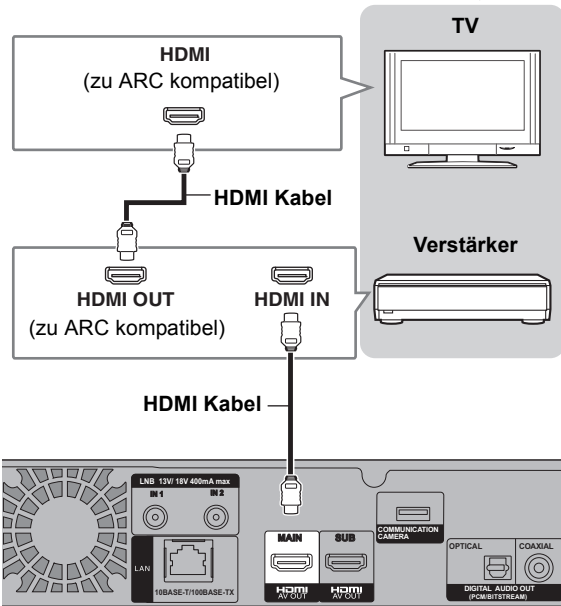 TV
HDMI
(zu ARC kompatibel)
HDMI Kabel
Verstärker
HDMI OUT
(zu ARC kompatibel)
HDMI IN
HDMI Kabel
LNB 13V/ 18V 400mA max
IN 1
IN 2
LAN
10BASE-T/100BASE-TX
MAIN
HDMI
AV OUT
SUB
HDMI
AV OUT
COMMUNICATION
CAMERA
OPTICAL
COAXIAL
DIGITAL AUDIO OUT
(PCM/BITSTREAM)